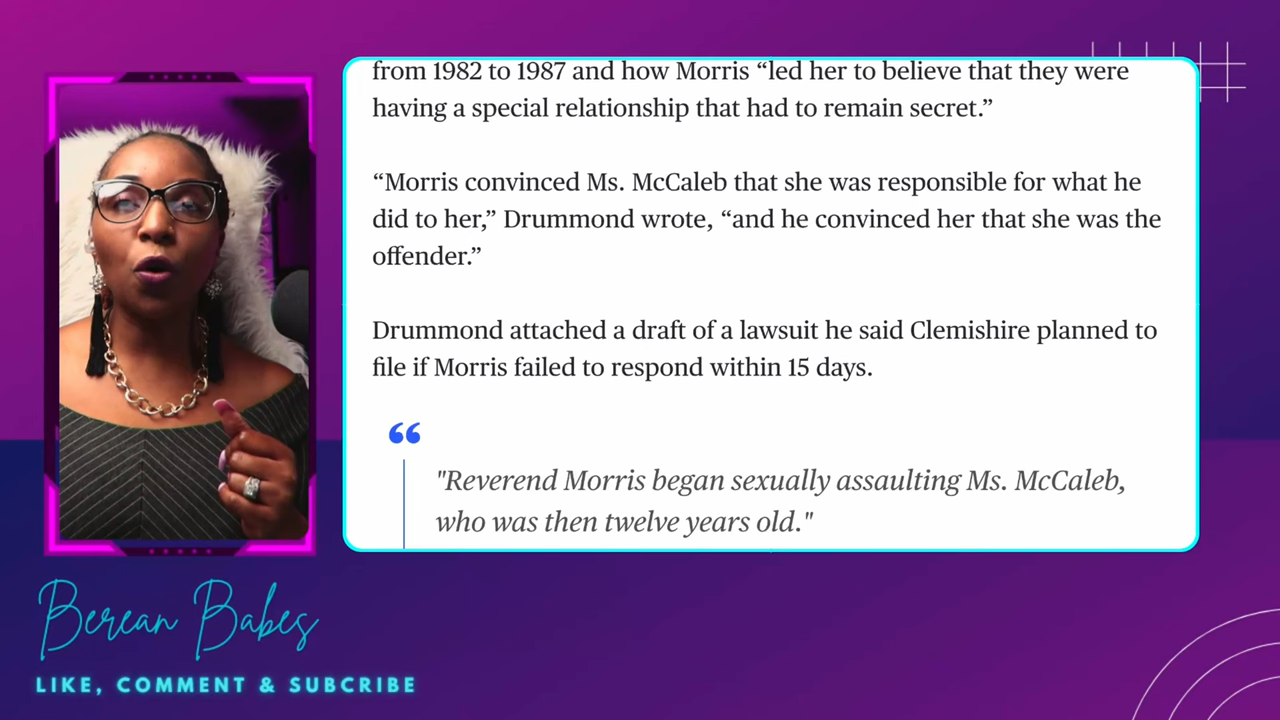 from 1982 to 1987 and how Morris “led her to believe that they were
having a special relationship that had to remain secret.”
“Morris convinced Ms. McCaleb that she was responsible for what he
did to her,” Drummond wrote, “and he convinced her that she was the
offender.”
Drummond attached a draft of a lawsuit he said Clemishire planned to
file if Morris failed to respond within 15 days.
“
"Reverend Morris began sexually assaulting Ms. McCaleb,
who was then twelve years old."
Berean Babes
LIKE, COMMENT & SUBCRIBE